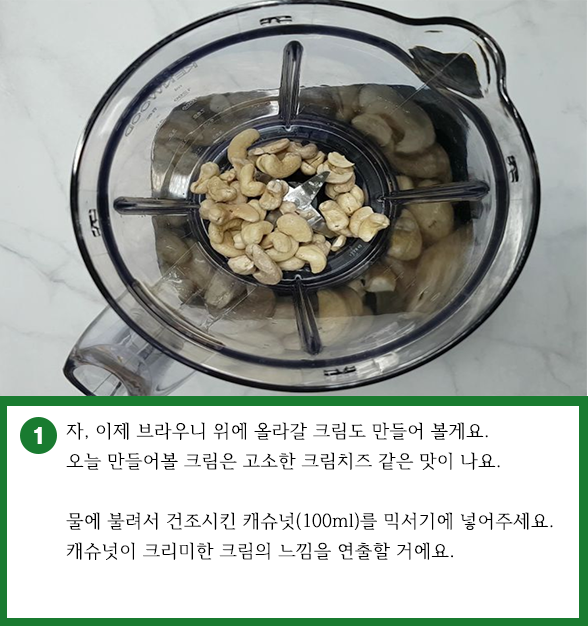 KENWOOD
1
자, 이제 브라우니 위에 올라갈 크림도 만들어 볼게요.
오늘 만들어볼 크림은 고소한 크림치즈 같은 맛이 나요.
물에 불려서 건조시킨 캐슈넛(100ml)를 믹서기에 넣어주세요.
캐슈넛이 크리미한 크림의 느낌을 연출할 거에요.